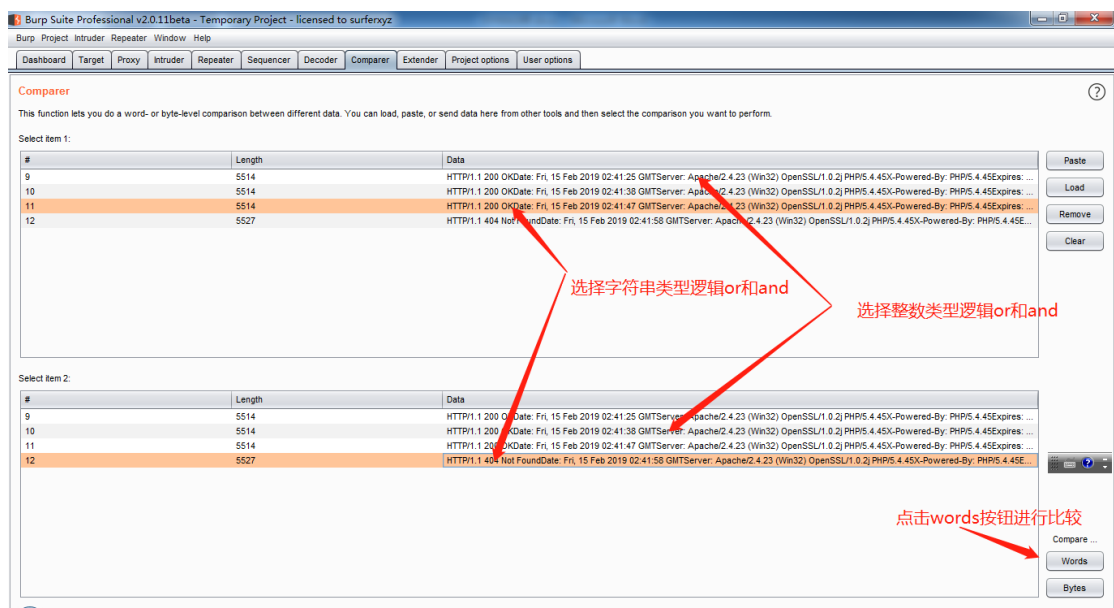 Burp Suite Professional v2.0.11beta - Temporary Project - licensed to surferxyz
Burp Project Intruder Repeater Window Help
Dashboard Target Proxy Intruder Repeater Sequencer Decoder Comparer Extender Project options User options
Comparer
This function lets you do a word- or byte-level comparison between different data. You can load, paste, or send data here from other tools and then select the comparison you want to perform.
Select item 1:
# Length Data
9 5514 HTTP/1.1 200 OKDate: Fri, 15 Feb 2019 02:41:25 GMTServer: Apache/2.4.23 (Win32) OpenSSL/1.0.2j PHP/5.4.45X-Powered-By: PHP/5.4.45Expires: ...
10 5514 HTTP/1.1 200 OKDate: Fri, 15 Feb 2019 02:41:38 GMTServer: Apache/2.4.23 (Win32) OpenSSL/1.0.2j PHP/5.4.45X-Powered-By: PHP/5.4.45Expires: ...
11 5514 HTTP/1.1 200 OKDate: Fri, 15 Feb 2019 02:41:47 GMTServer: Apache/2.4.23 (Win32) OpenSSL/1.0.2j PHP/5.4.45X-Powered-By: PHP/5.4.45Expires: ...
12 5527 HTTP/1.1 404 Not FoundDate: Fri, 15 Feb 2019 02:41:58 GMTServer: Apache/2.4.23 (Win32) OpenSSL/1.0.2j PHP/5.4.45X-Powered-By: PHP/5.4.45E...
Paste
Load
Remove
Clear
选择字符串类型逻辑or和and
选择整数类型逻辑or和and
Select item 2:
# Length Data
9 5514 HTTP/1.1 200 OKDate: Fri, 15 Feb 2019 02:41:25 GMTServer: Apache/2.4.23 (Win32) OpenSSL/1.0.2j PHP/5.4.45X-Powered-By: PHP/5.4.45Expires: ...
10 5514 HTTP/1.1 200 OKDate: Fri, 15 Feb 2019 02:41:38 GMTServer: Apache/2.4.23 (Win32) OpenSSL/1.0.2j PHP/5.4.45X-Powered-By: PHP/5.4.45Expires: ...
11 5514 HTTP/1.1 200 OKDate: Fri, 15 Feb 2019 02:41:47 GMTServer: Apache/2.4.23 (Win32) OpenSSL/1.0.2j PHP/5.4.45X-Powered-By: PHP/5.4.45Expires: ...
12 5527 HTTP/1.1 404 Not FoundDate: Fri, 15 Feb 2019 02:41:58 GMTServer: Apache/2.4.23 (Win32) OpenSSL/1.0.2j PHP/5.4.45X-Powered-By: PHP/5.4.45E...
点击words按钮进行比较
Compare ...
Words
Bytes